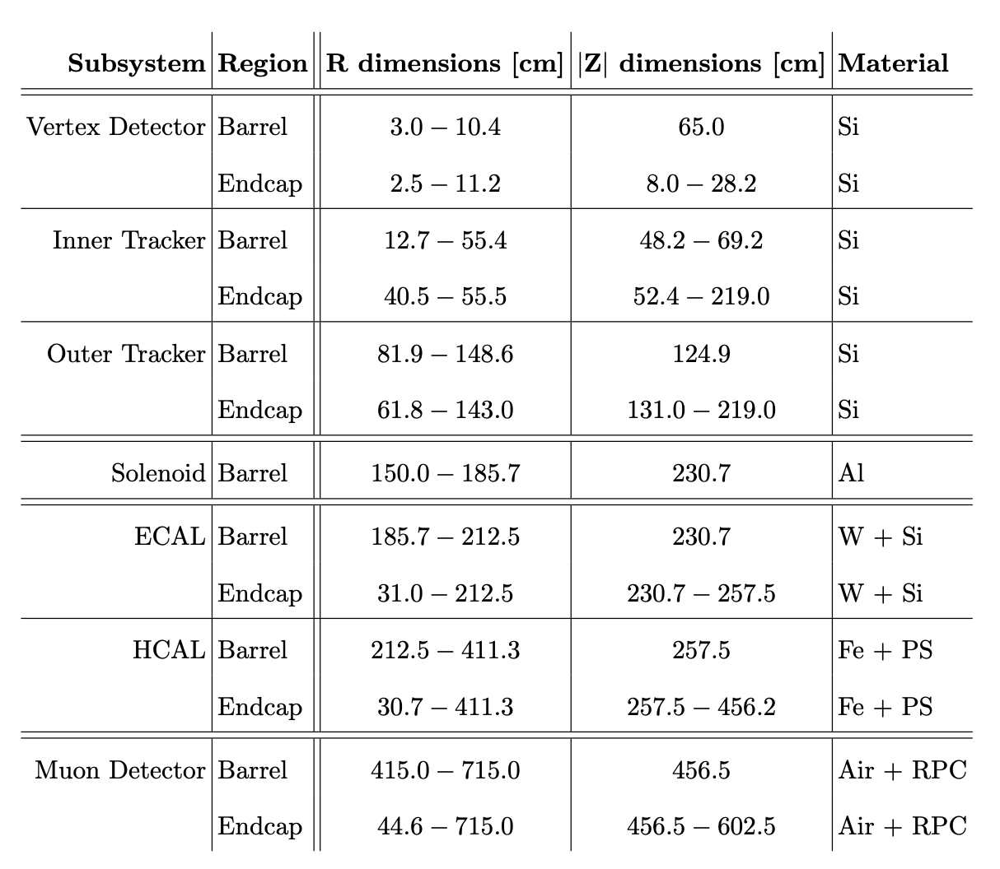 Subsystem Region R dimensions [cm] |Z| dimensions [cm] Material
Vertex Detector Barrel 3.0 – 10.4 65.0 Si
Endcap 2.5 – 11.2 8.0 – 28.2 Si
Inner Tracker Barrel 12.7 – 55.4 48.2 – 69.2 Si
Endcap 40.5 – 55.5 52.4 – 219.0 Si
Outer Tracker Barrel 81.9 – 148.6 124.9 Si
Endcap 61.8 – 143.0 131.0 – 219.0 Si
Solenoid Barrel 150.0 – 185.7 230.7 Al
ECAL Barrel 185.7 – 212.5 230.7 W + Si
Endcap 31.0 – 212.5 230.7 – 257.5 W + Si
HCAL Barrel 212.5 – 411.3 257.5 Fe + PS
Endcap 30.7 – 411.3 257.5 – 456.2 Fe + PS
Muon Detector Barrel 415.0 – 715.0 456.5 Air + RPC
Endcap 44.6 – 715.0 456.5 – 602.5 Air + RPC